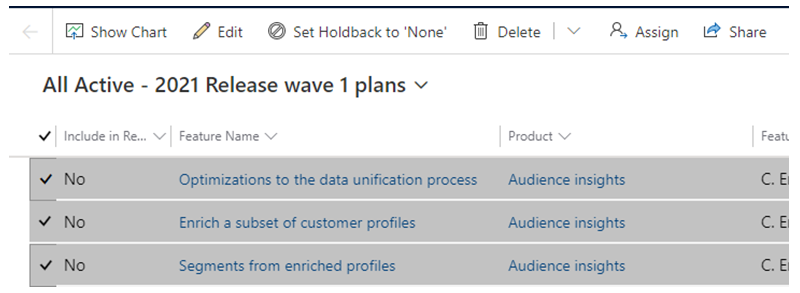 Show Chart Edit Set Holdback to 'None' Delete Assign Share
All Active - 2021 Release wave 1 plans
Include in Re... Feature Name Product Featu
No Optimizations to the data unification process Audience insights C. E
No Enrich a subset of customer profiles Audience insights C. E
No Segments from enriched profiles Audience insights C. E